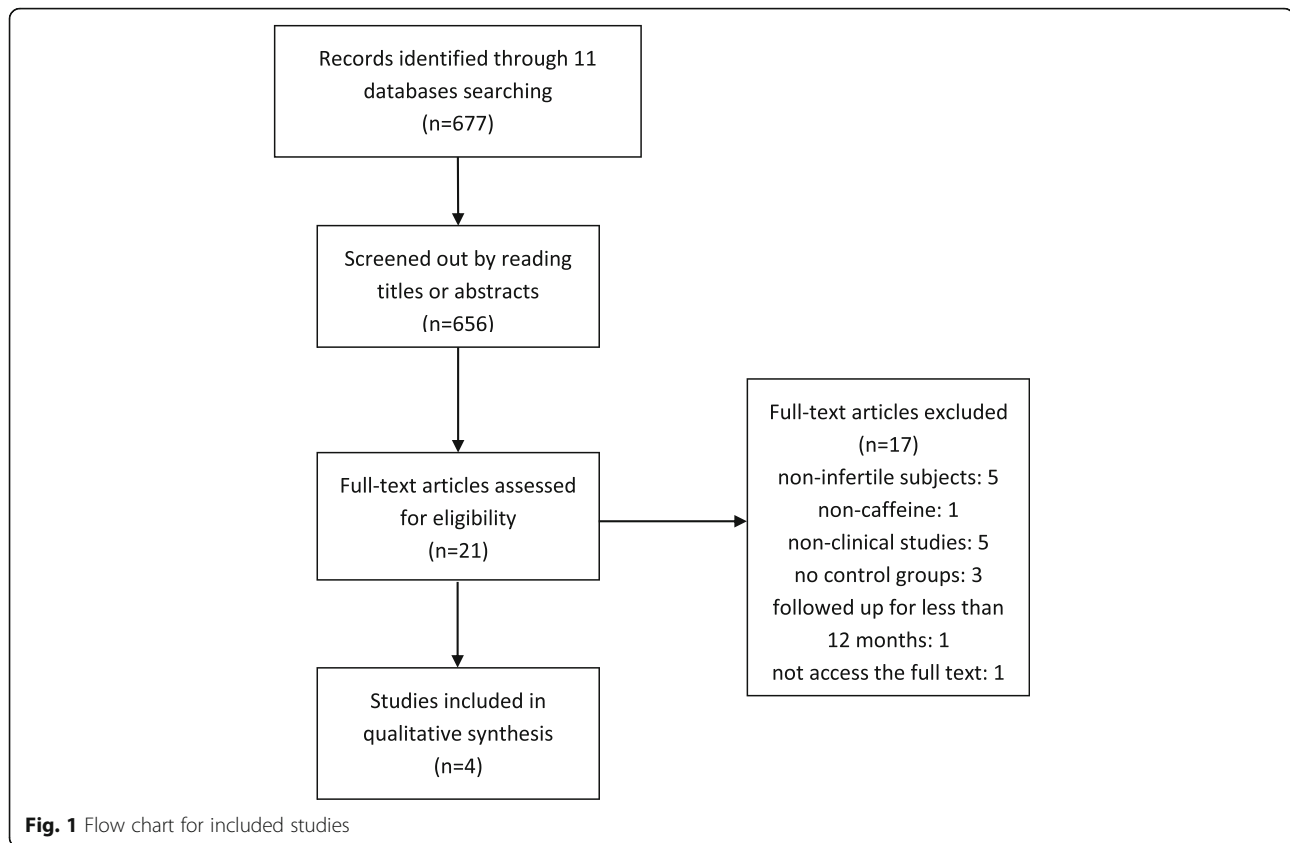 Records identified through 11
databases searching
(n=677)
Screened out by reading
titles or abstracts
(n=656)
Full-text articles assessed
for eligibility
(n=21)
Full-text articles excluded
(n=17)
non-infertile subjects: 5
non-caffeine: 1
non-clinical studies: 5
no control groups: 3
followed up for less than
12 months: 1
not access the full text: 1
Studies included in
qualitative synthesis
(n=4)
Fig. 1 Flow chart for included studies